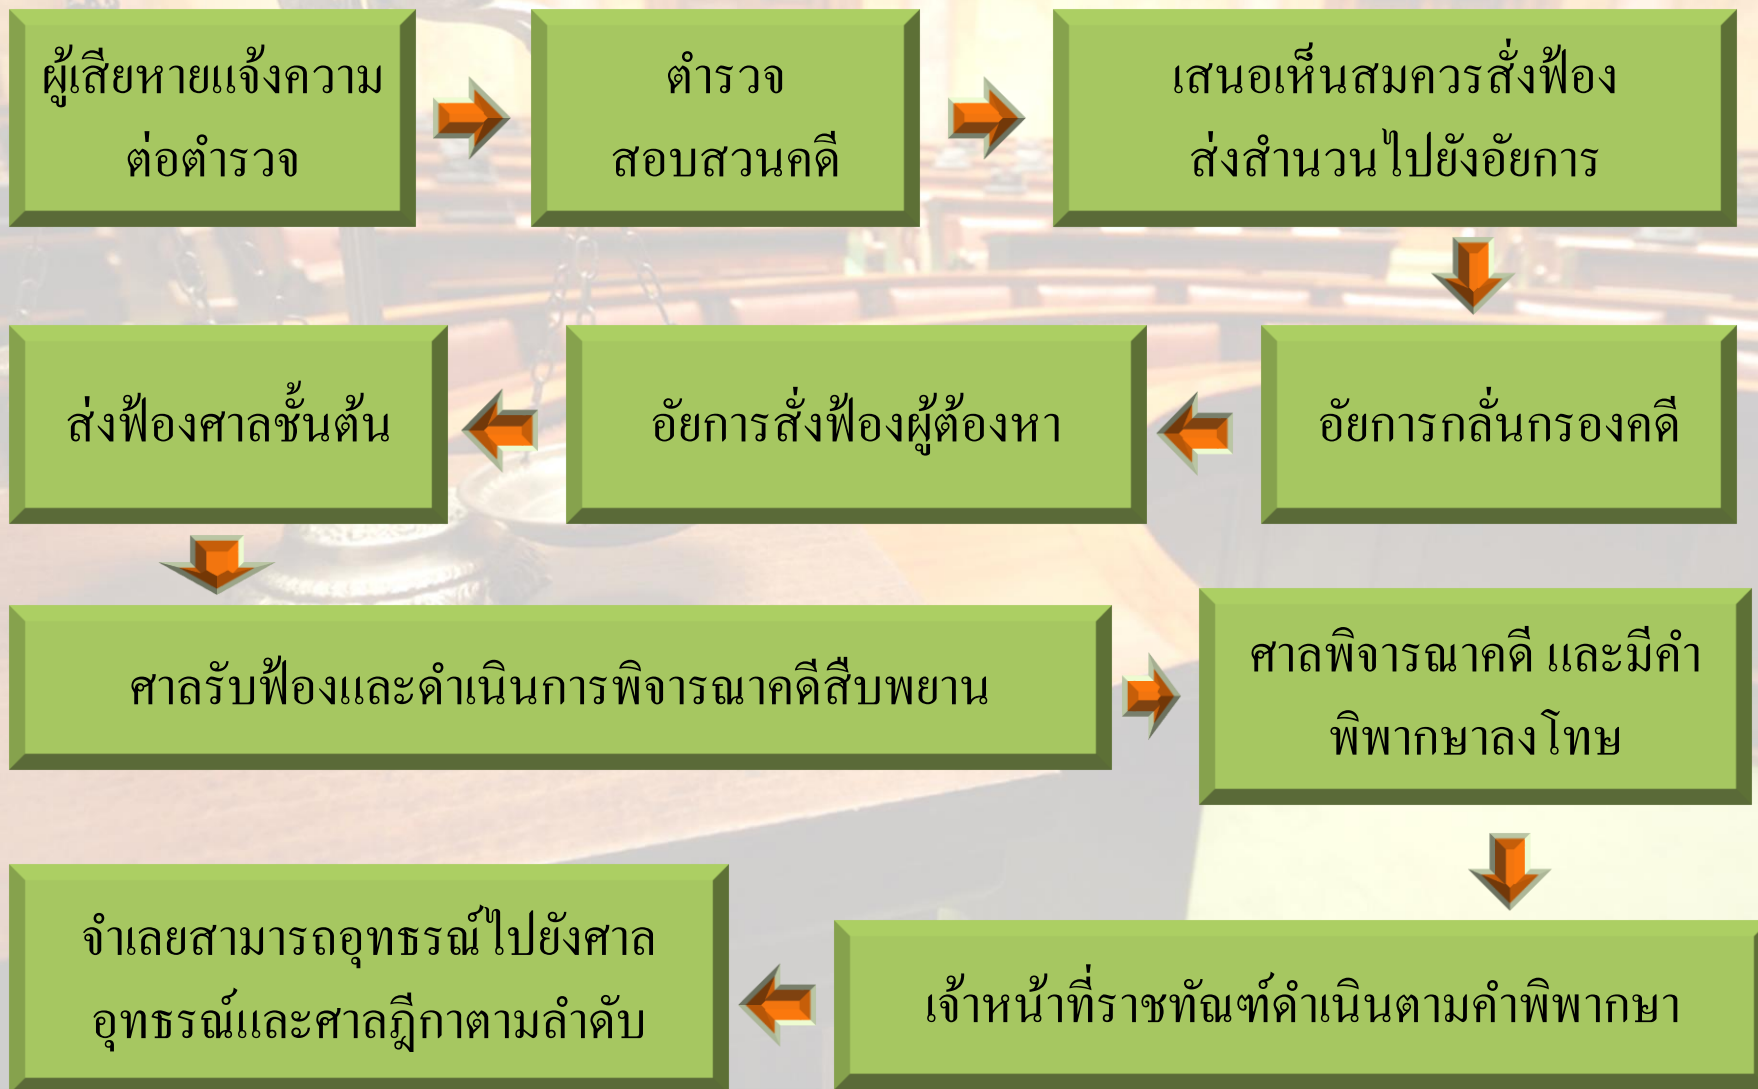 ผู้เสียหายแจ้งความ
ต่อตำรวจ
ตำรวจ
สอบสวนคดี
เสนอเห็นสมควรสั่งฟ้อง
ส่งสำนวนไปยังอัยการ
อัยการกลั่นกรองคดี
อัยการสั่งฟ้องผู้ต้องหา
ส่งฟ้องศาลชั้นต้น
ศาลรับฟ้องและดำเนินการพิจารณาคดีสืบพยาน
ศาลพิจารณาคดี และมีคำ
พิพากษาลงโทษ
เจ้าหน้าที่ราชทัณฑ์ดำเนินตามคำพิพากษา
จำเลยสามารถอุทธรณ์ไปยังศาล
อุทธรณ์และศาลฎีกาตามลำดับ